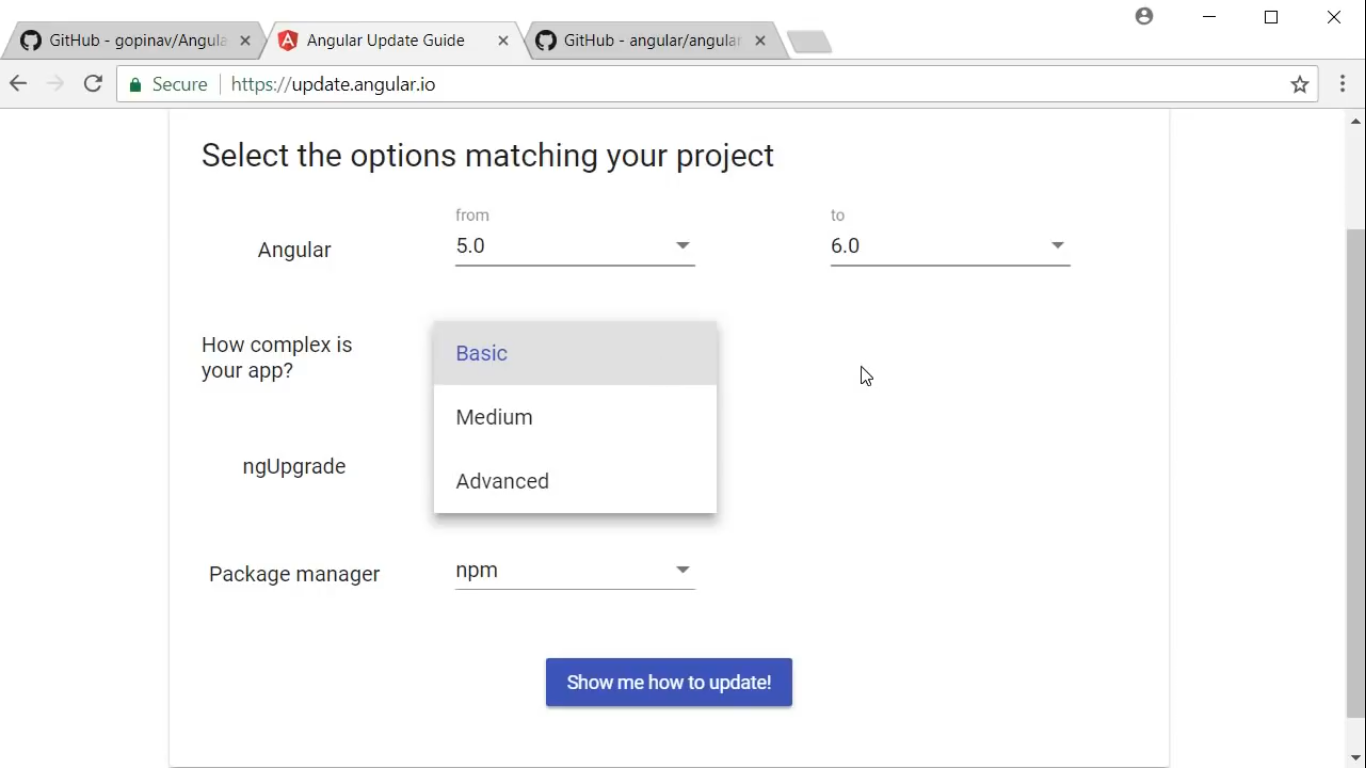 GitHub - gopinav/Angula
Angular Update Guide
GitHub - angular/angular
Secure
https://update.angular.io
Select the options matching your project
Angular
from
5.0
to
6.0
How complex is
your app?
Basic
Medium
Advanced
ngUpgrade
Package manager
npm
Show me how to update!